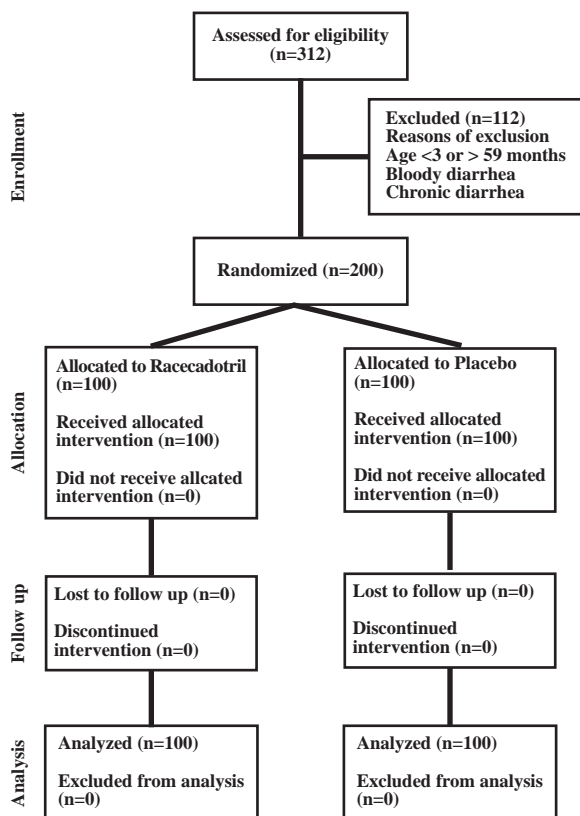 Assessed for eligibility
(n=312)
Enrollment
Excluded (n=112)
Reasons of exclusion
Age <3 or > 59 months
Bloody diarrhea
Chronic diarrhea
Randomized (n=200)
Allocation
Allocated to Racecadotril
(n=100)
Received allocated
intervention (n=100)
Did not receive allcated
intervention (n=0)
Allocated to Placebo
(n=100)
Received allocated
intervention (n=100)
Did not receive allocated
intervention (n=0)
Follow up
Lost to follow up (n=0)
Discontinued
intervention (n=0)
Lost to follow up (n=0)
Discontinued
intervention (n=0)
Analysis
Analyzed (n=100)
Excluded from analysis
(n=0)
Analyzed (n=100)
Excluded from analysis
(n=0)